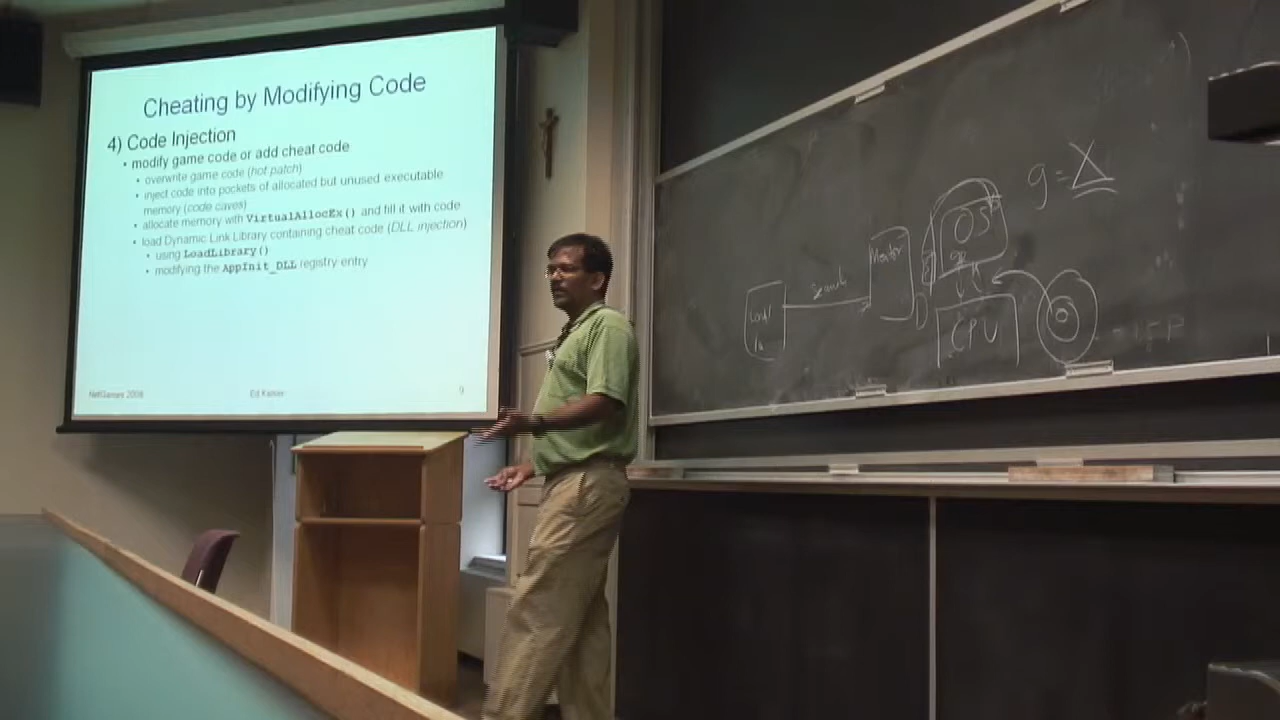 Cheating by Modifying Code
4) Code Injection
• modify game code or add cheat code
• overwrite game code (hot patch)
• inject code into pockets of allocated but unused executable
memory (code caves)
• allocate memory with VirtualAllocEx() and fill it with code
• load Dynamic Link Library containing cheat code (DLL injection)
• using LoadLibrary()
• modifying the AppInit_DLL registry entry
NetGames 2008 Ed Kaiser 9
g = X
OS
CPU